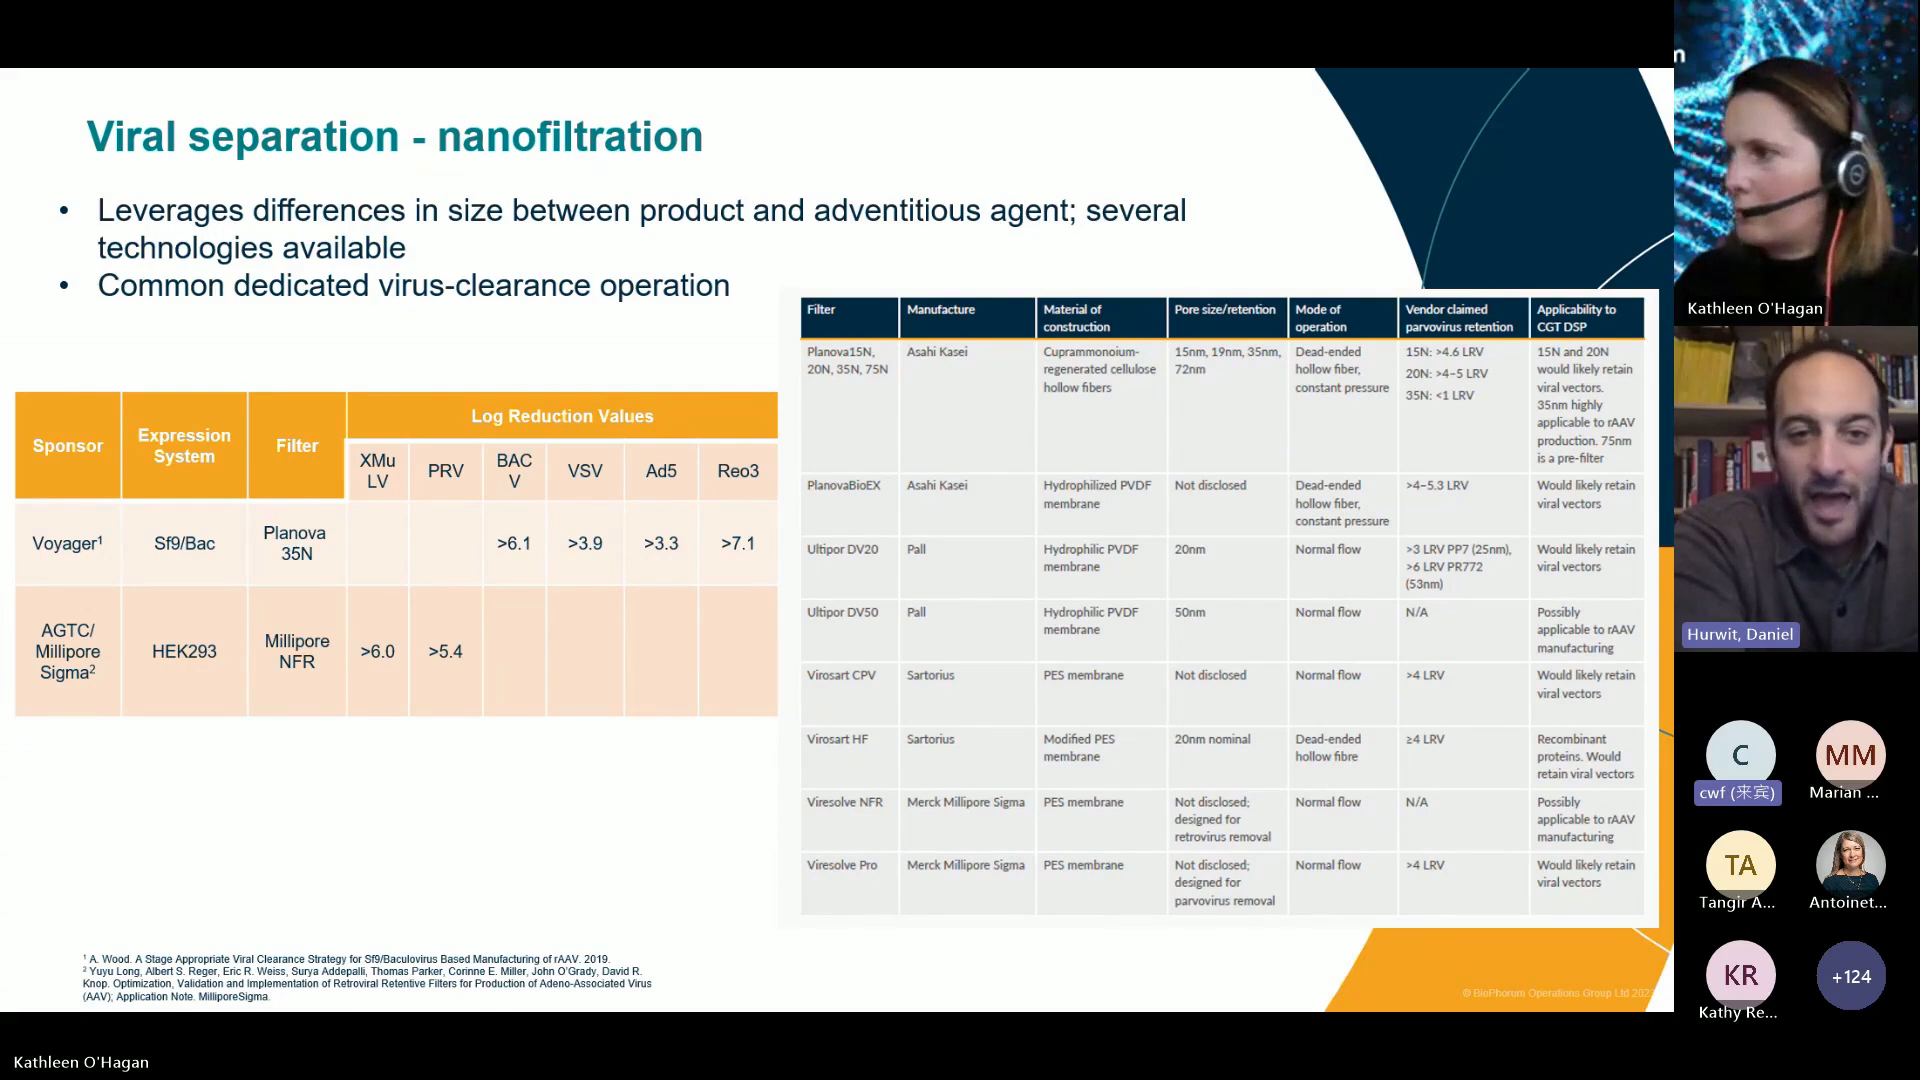 Viral separation - nanofiltration
• Leverages differences in size between product and adventitious agent; several
technologies available
• Common dedicated virus-clearance operation
Sponsor
Expression
System
Filter
Log Reduction Values
XMu
LV
PRV
BAC
V
VSV
Ad5
Reo3
Voyager¹
Sf9/Bac
Planova
35N
>6.1
>3.9
>3.3
>7.1
AGTC/
Millipore
Sigma²
HEK293
Millipore
NFR
>6.0
>5.4
Filter
Manufacture
Material of
construction
Pore size/retention
Mode of
operation
Vendor claimed
parvovirus retention
Applicability to
CGT DSP
Planova15N,
20N, 35N, 75N
Asahi Kasei
Cuprammonoium-
regenerated cellulose
hollow fibers
15nm, 19nm, 35nm,
72nm
Dead-ended
hollow fiber,
constant pressure
15N: >4.6 LRV
20N: >4–5 LRV
35N: <1 LRV
15N and 20N
would likely retain
viral vectors.
35nm highly
applicable to rAAV
production. 75nm
is a pre-filter
PlanovaBioEX
Asahi Kasei
Hydrophilized PVDF
membrane
Not disclosed
Dead-ended
hollow fiber,
constant pressure
>4–5.3 LRV
Would likely retain
viral vectors
Ultipor DV20
Pall
Hydrophilic PVDF
membrane
20nm
Normal flow
>3 LRV PP7 (25nm),
>6 LRV PR772
(53nm)
Would likely retain
viral vectors
Ultipor DV50
Pall
Hydrophilic PVDF
membrane
50nm
Normal flow
N/A
Possibly
applicable to rAAV
manufacturing
Virosart CPV
Sartorius
PES membrane
Not disclosed
Normal flow
>4 LRV
Would likely retain
viral vectors
Virosart HF
Sartorius
Modified PES
membrane
20nm nominal
Dead-ended
hollow fibre
≥4 LRV
Recombinant
proteins. Would
retain viral vectors
Viresolve NFR
Merck Millipore Sigma
PES membrane
Not disclosed;
designed for
retrovirus removal
Normal flow
N/A
Possibly
applicable to rAAV
manufacturing
Viresolve Pro
Merck Millipore Sigma
PES membrane
Not disclosed;
designed for
parvovirus removal
Normal flow
>4 LRV
Would likely retain
viral vectors
¹ A. Wood. A Stage Appropriate Viral Clearance Strategy for Sf9/Baculovirus Based Manufacturing of rAAV. 2019.
² Yuyu Long, Albert S. Reger, Eric R. Weiss, Surya Addepalli, Thomas Parker, Corinne E. Miller, John O'Grady, David R.
Knop. Optimization, Validation and Implementation of Retroviral Retentive Filters for Production of Adeno-Associated Virus
(AAV); Application Note. MilliporeSigma.
© BioPhorum Operations Group Ltd
Kathleen O'Hagan
Kathleen O'Hagan
Hurwit, Daniel
C
cwf (来宾)
MM
Marian ...
TA
Tangir A...
Antoinet...
KR
Kathy Re...
+124